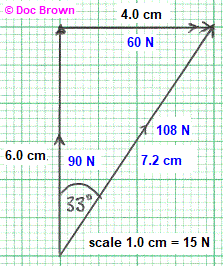 © Doc Brown
4.0 cm
60 N
108 N
6.0 cm
90 N
7.2 cm
33°
scale 1.0 cm = 15 N